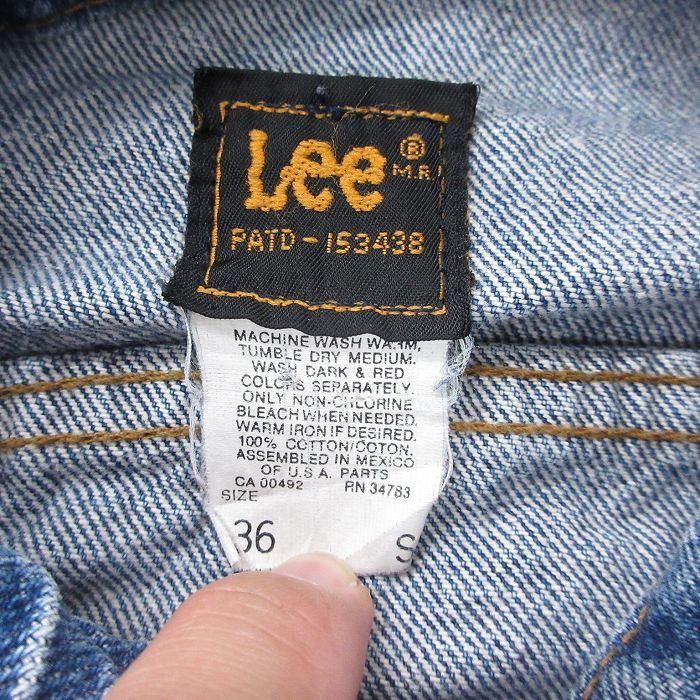 Lee ®
M.R.
PATD-153438
MACHINE WASH WARM,
TUMBLE DRY MEDIUM.
WASH DARK & RED
COLORS SEPARATELY.
ONLY NON-CHLORINE
BLEACH WHEN NEEDED.
WARM IRON IF DESIRED.
100% COTTON/COTON.
ASSEMBLED IN MEXICO
OF U.S.A. PARTS
CA 00492 RN 34783
SIZE
36 S